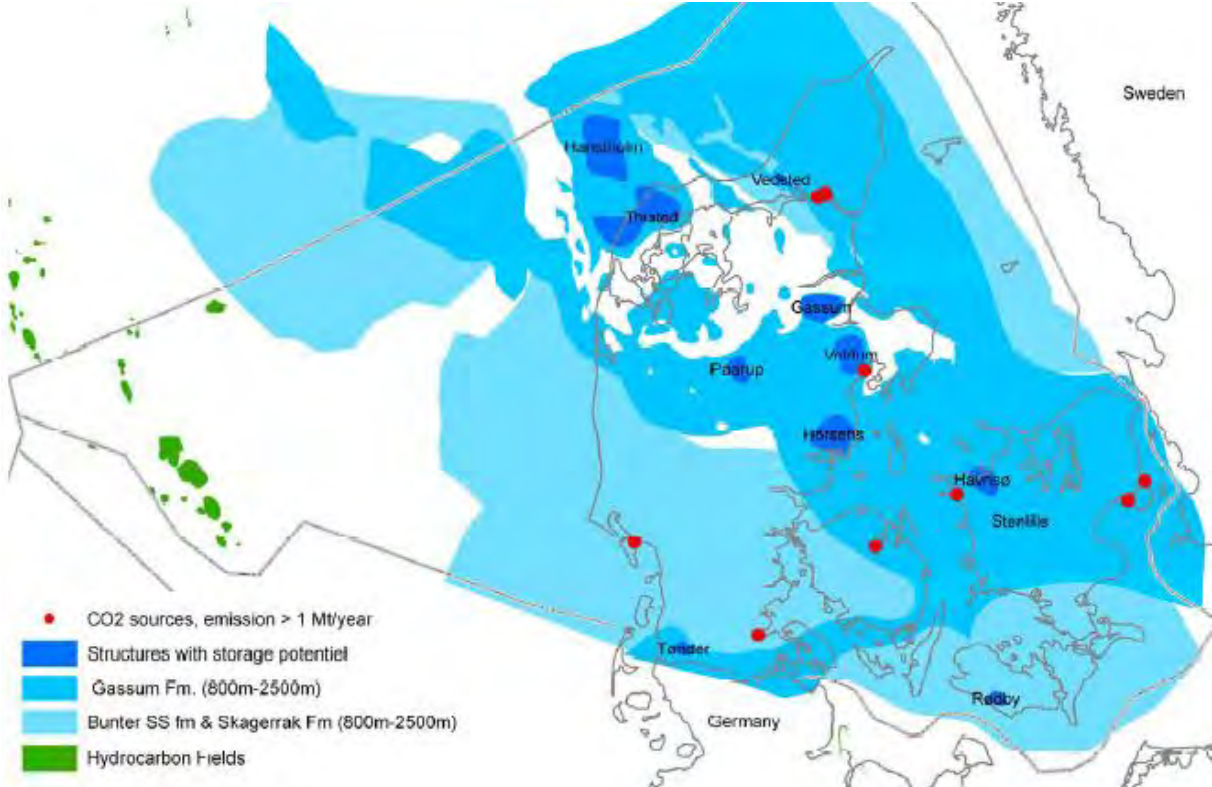 Sweden
Hanstholm
Vedsted
Thisted
Gassum
Voldum
Paarup
Horsens
Havnsø
Stenlille
Tønder
Rødby
Germany
CO2 sources, emission > 1 Mt/year
Structures with storage potentiel
Gassum Fm. (800m-2500m)
Bunter SS fm & Skagerrak Fm (800m-2500m)
Hydrocarbon Fields